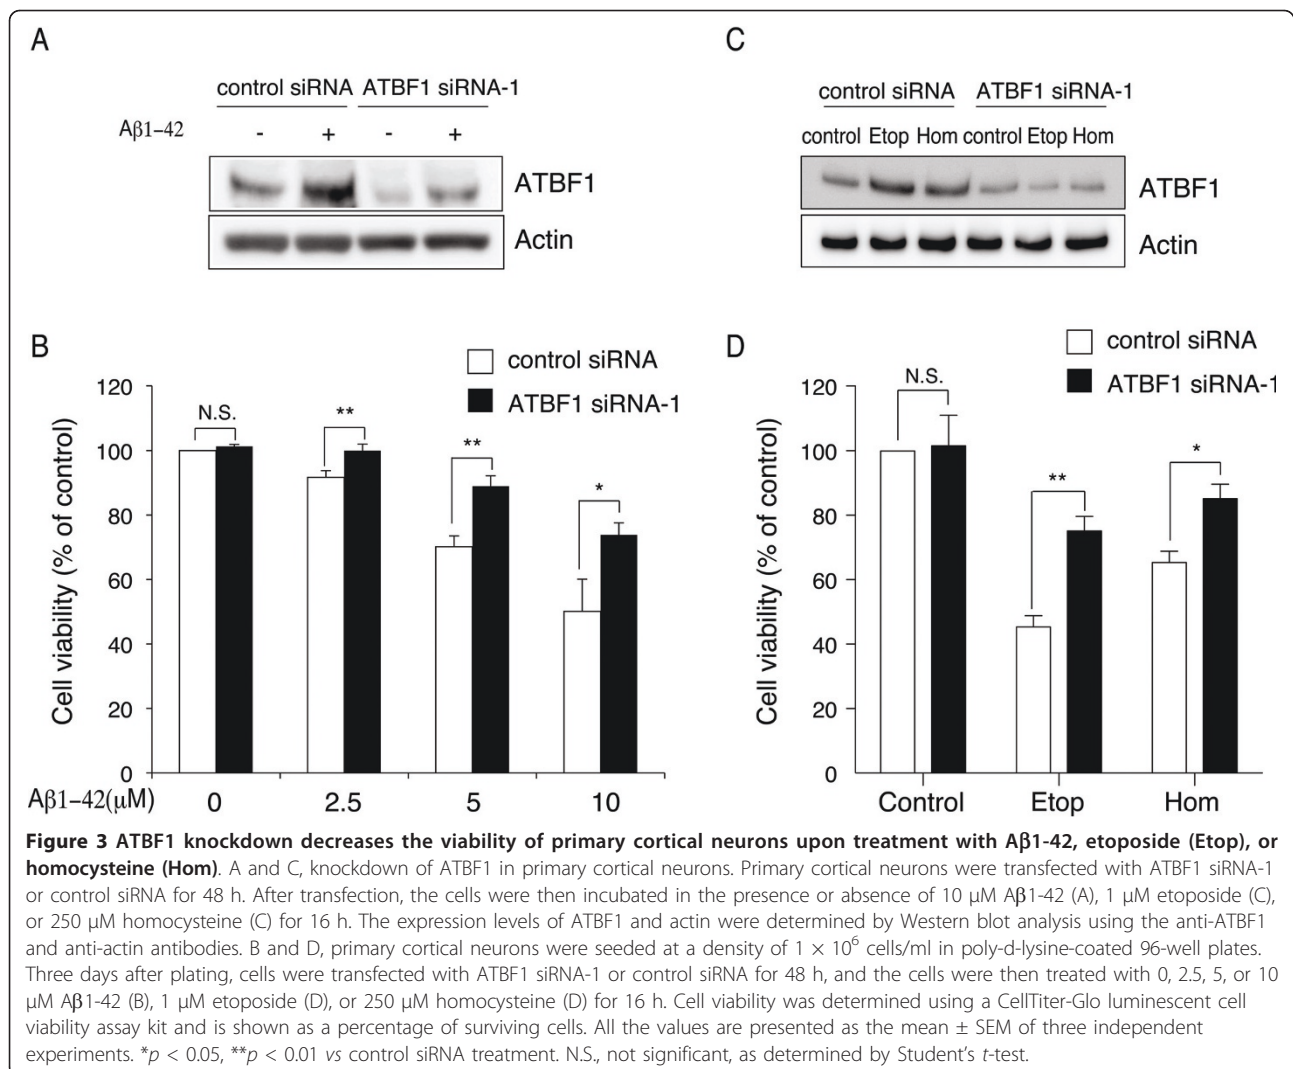 A
control siRNA ATBF1 siRNA-1
Aβ1-42 - + - +
ATBF1
Actin
C
control siRNA ATBF1 siRNA-1
control Etop Hom control Etop Hom
ATBF1
Actin
B
control siRNA
ATBF1 siRNA-1
Cell viability (% of control)
120
100
80
60
40
20
0
N.S.
**
**
*
Aβ1-42(μM) 0 2.5 5 10
D
control siRNA
ATBF1 siRNA-1
Cell viability (% of control)
120
100
80
60
40
20
0
N.S.
**
*
Control Etop Hom
Figure 3 ATBF1 knockdown decreases the viability of primary cortical neurons upon treatment with Aβ1-42, etoposide (Etop), or
homocysteine (Hom). A and C, knockdown of ATBF1 in primary cortical neurons. Primary cortical neurons were transfected with ATBF1 siRNA-1
or control siRNA for 48 h. After transfection, the cells were then incubated in the presence or absence of 10 μM Aβ1-42 (A), 1 μM etoposide (C),
or 250 μM homocysteine (C) for 16 h. The expression levels of ATBF1 and actin were determined by Western blot analysis using the anti-ATBF1
and anti-actin antibodies. B and D, primary cortical neurons were seeded at a density of 1 × 10⁶ cells/ml in poly-d-lysine-coated 96-well plates.
Three days after plating, cells were transfected with ATBF1 siRNA-1 or control siRNA for 48 h, and the cells were then treated with 0, 2.5, 5, or 10
μM Aβ1-42 (B), 1 μM etoposide (D), or 250 μM homocysteine (D) for 16 h. Cell viability was determined using a CellTiter-Glo luminescent cell
viability assay kit and is shown as a percentage of surviving cells. All the values are presented as the mean ± SEM of three independent
experiments. *p < 0.05, **p < 0.01 vs control siRNA treatment. N.S., not significant, as determined by Student's t-test.